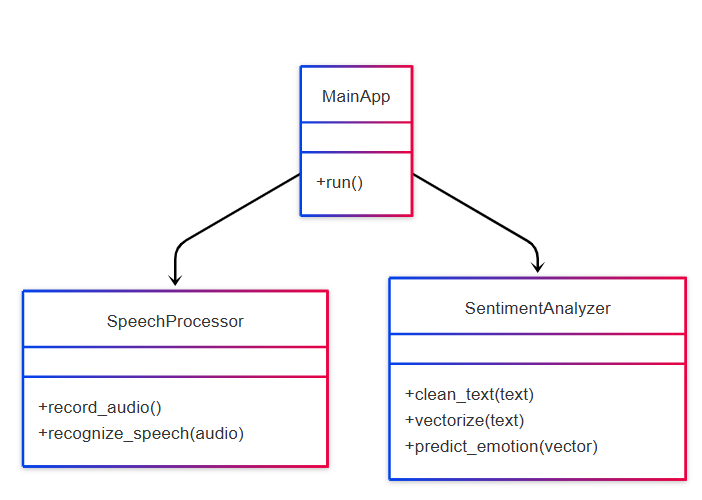 MainApp
+run()
SpeechProcessor
+record_audio()
+recognize_speech(audio)
SentimentAnalyzer
+clean_text(text)
+vectorize(text)
+predict_emotion(vector)